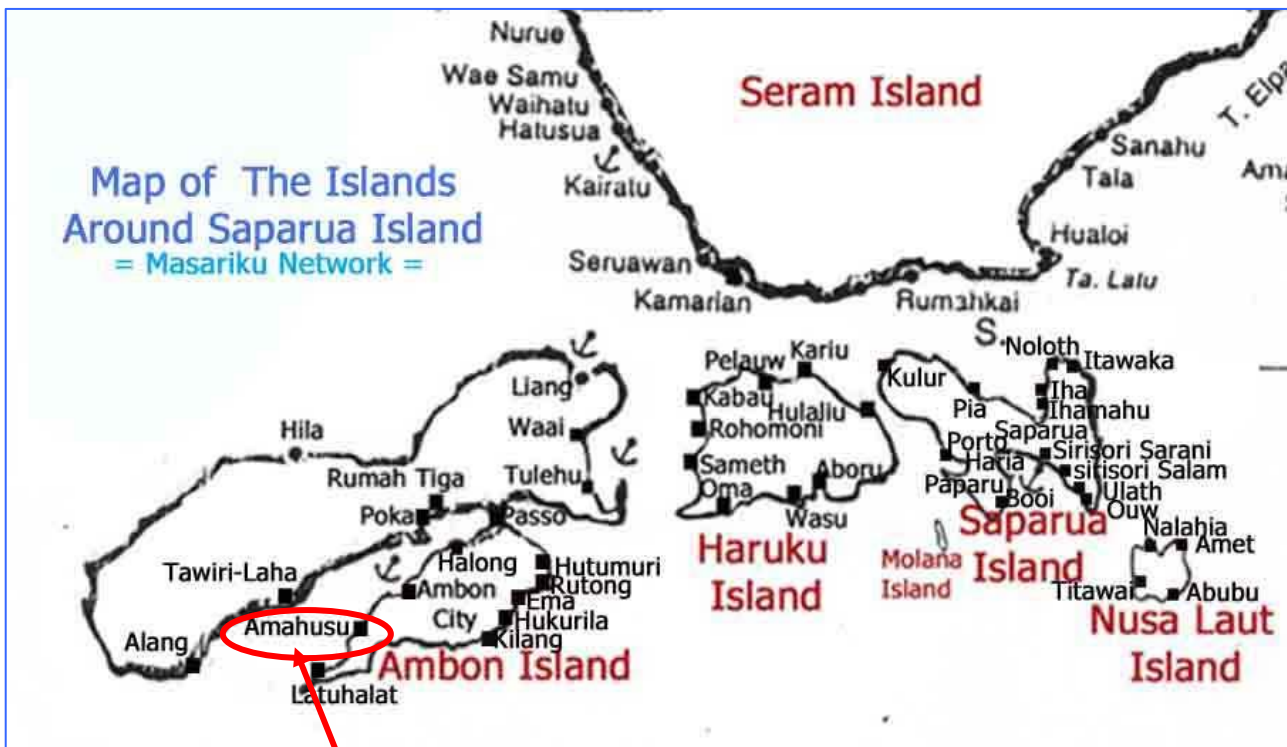 Nurue
Wae Samu
Waihatu
Hatusua
Kairatu
Seruawan
Kamarian
Seram Island
T. Elpa
Sanahu
Tala
Ama
Hualoi
Ta. Lalu
Rumahkai
S.
Map of The Islands
Around Saparua Island
= Masariku Network =
Liang
Waai
Hila
Rumah Tiga
Tulehu
Poka
Passo
Halong
Hutumuri
Rutong
Ema
Hukurila
Kilang
Tawiri-Laha
Ambon
City
Amahusu
Alang
Latuhalat
Ambon Island
Pelauw
Kariu
Kabau
Hulaliu
Rohomoni
Sameth
Aboru
Oma
Wasu
Haruku
Island
Kulur
Noloth
Itawaka
Pia
Iha
Ihamahu
Saparua
Porto
Haria
Sirisori Sarani
sirisori Salam
Paparu
Booi
Ulath
Ouw
Saparua
Island
Molana
Island
Nalahia
Amet
Titawai
Abubu
Nusa Laut
Island